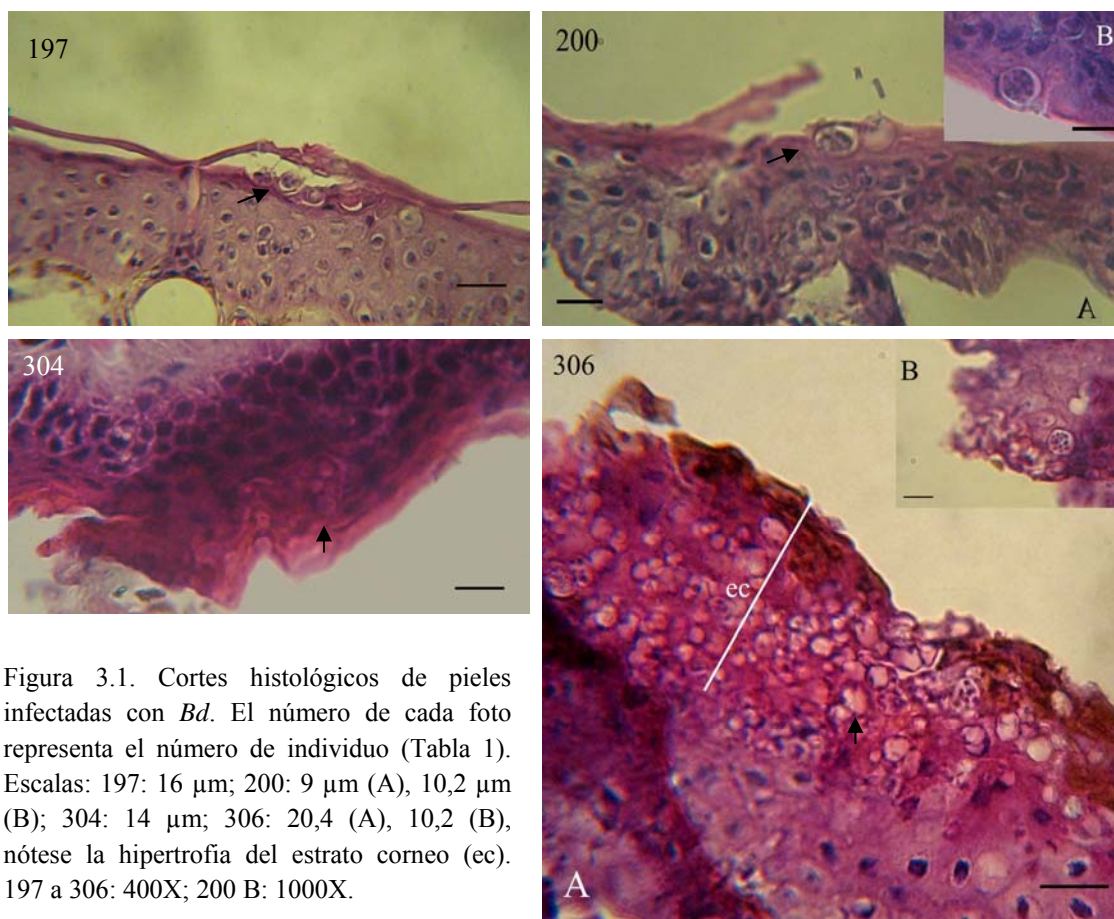 197
200
B
A
304
306
B
ec
A
Figura 3.1. Cortes histológicos de pieles
infectadas con Bd. El número de cada foto
representa el número de individuo (Tabla 1).
Escalas: 197: 16 µm; 200: 9 µm (A), 10,2 µm
(B); 304: 14 µm; 306: 20,4 (A), 10,2 (B),
nótese la hipertrofia del estrato corneo (ec).
197 a 306: 400X; 200 B: 1000X.